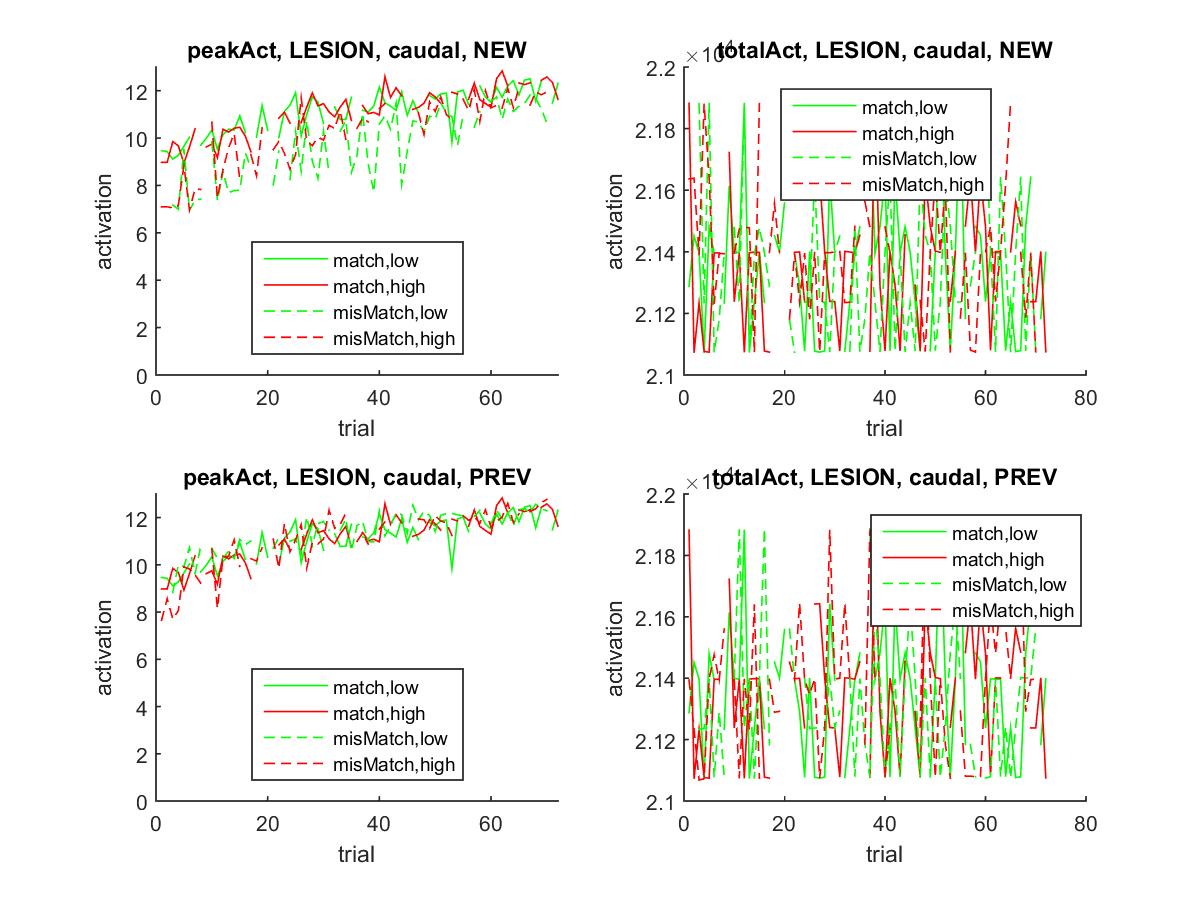 peakAct, LESION, caudal, NEW
12
10
8
6
4
2
0
0 20 40 60
activation
trial
match,low
match,high
misMatch,low
misMatch,high
totalAct, LESION, caudal, NEW
×10⁴
2.2
2.18
2.16
2.14
2.12
2.1
0 20 40 60 80
activation
trial
match,low
match,high
misMatch,low
misMatch,high
peakAct, LESION, caudal, PREV
12
10
8
6
4
2
0
0 20 40 60
activation
trial
match,low
match,high
misMatch,low
misMatch,high
totalAct, LESION, caudal, PREV
×10⁴
2.2
2.18
2.16
2.14
2.12
2.1
0 20 40 60 80
activation
trial
match,low
match,high
misMatch,low
misMatch,high